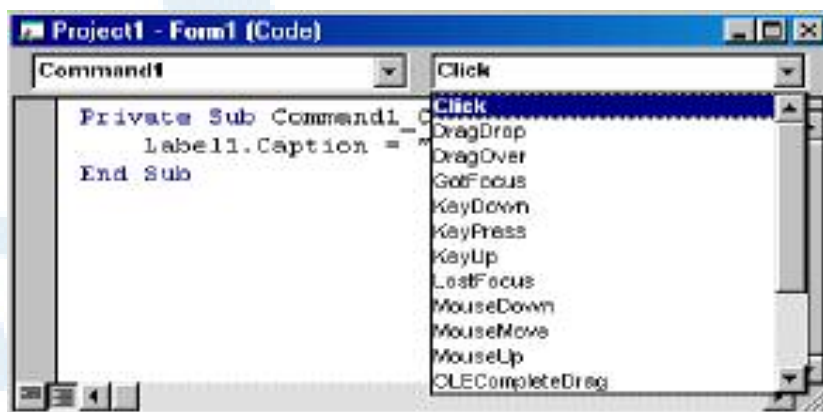 Project1 - Form1 (Code)
Command1
Click
Private Sub Command1_C
Label1.Caption = "
End Sub
Click
DragDrop
DragOver
GotFocus
KeyDown
KeyPress
KeyUp
LostFocus
MouseDown
MouseMove
MouseUp
OLECompleteDrag